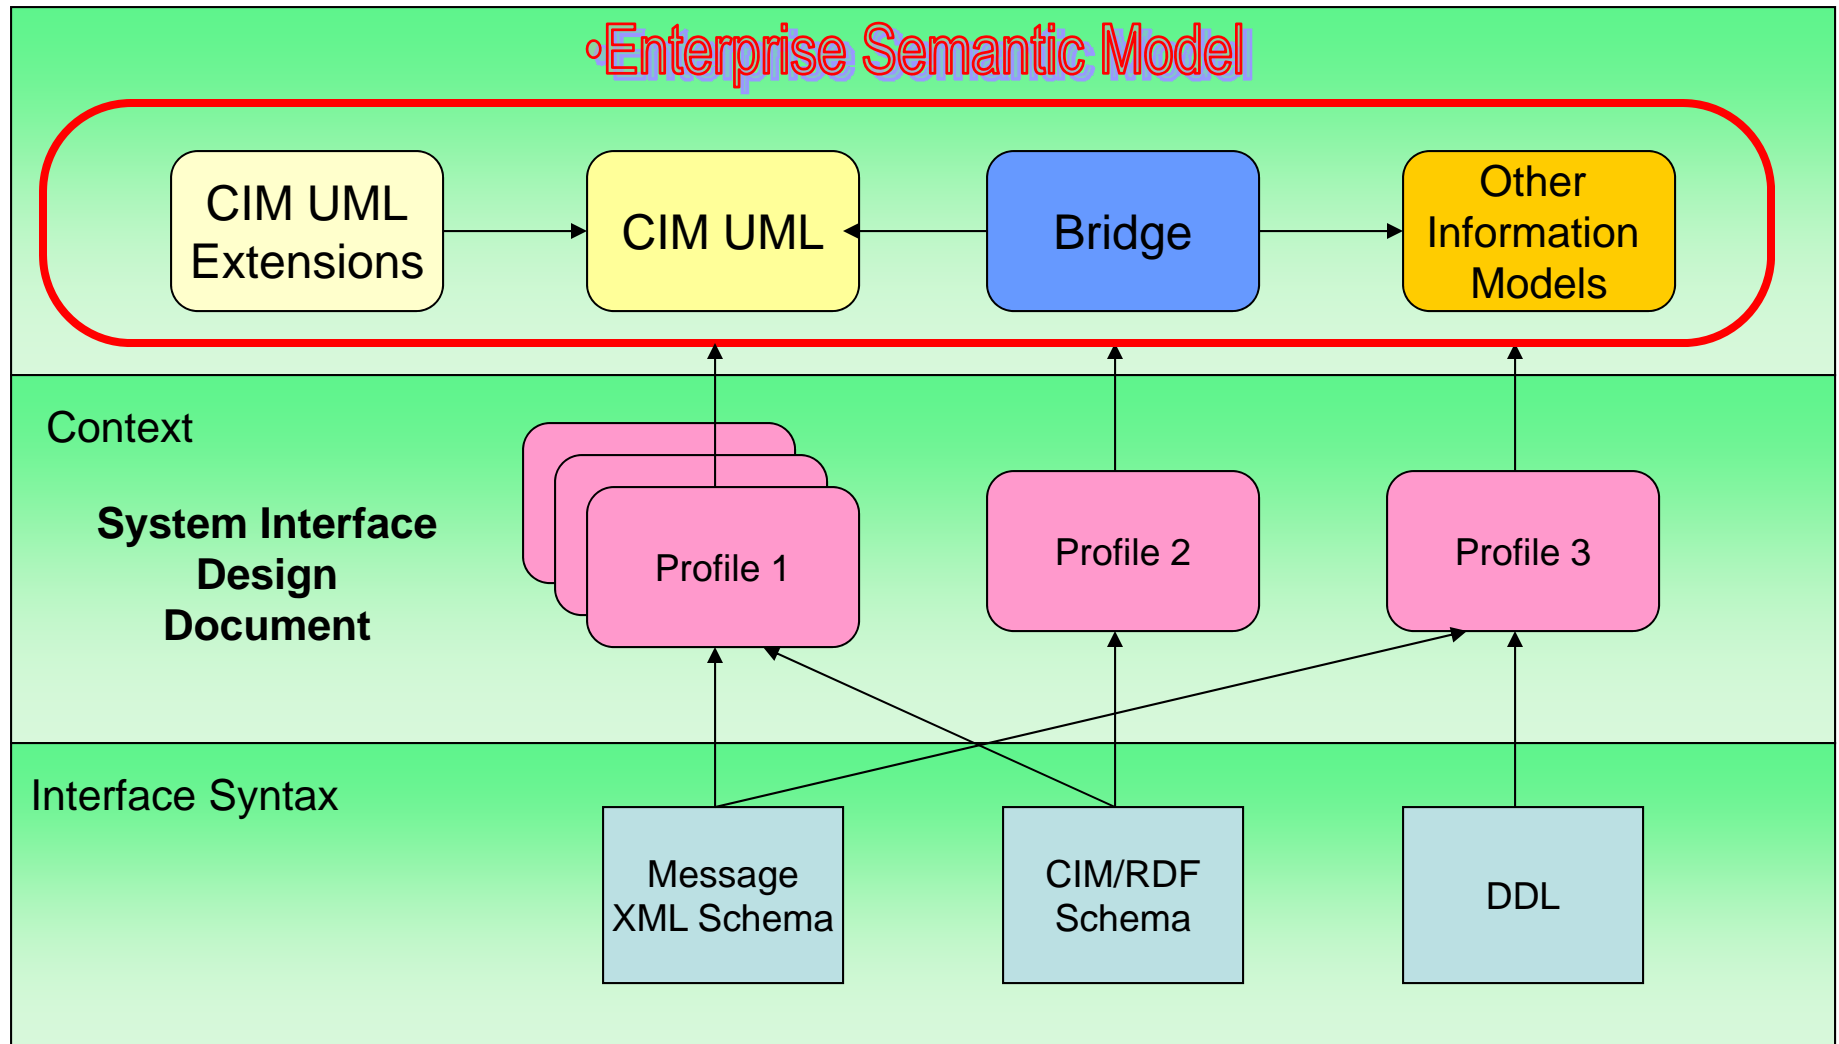 •Enterprise Semantic Model
CIM UML
Extensions
CIM UML
Bridge
Other
Information
Models
Context
System Interface
Design
Document
Profile 1
Profile 2
Profile 3
Interface Syntax
Message
XML Schema
CIM/RDF
Schema
DDL